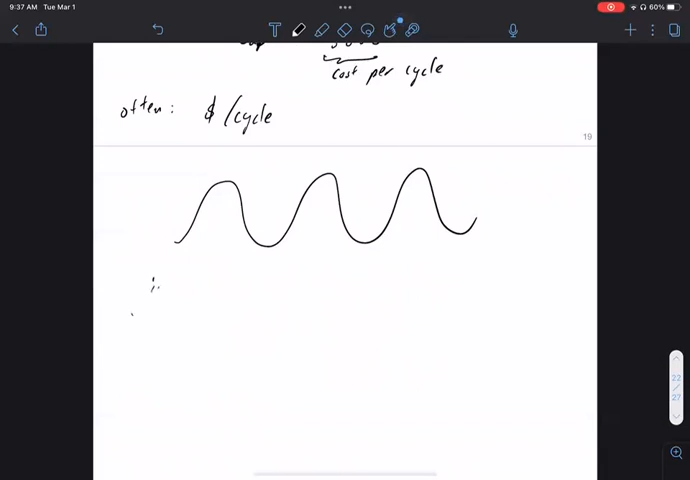 9:37 AM Tue Mar 1
60%
cost per cycle
often: $/cycle
19
22
/
27